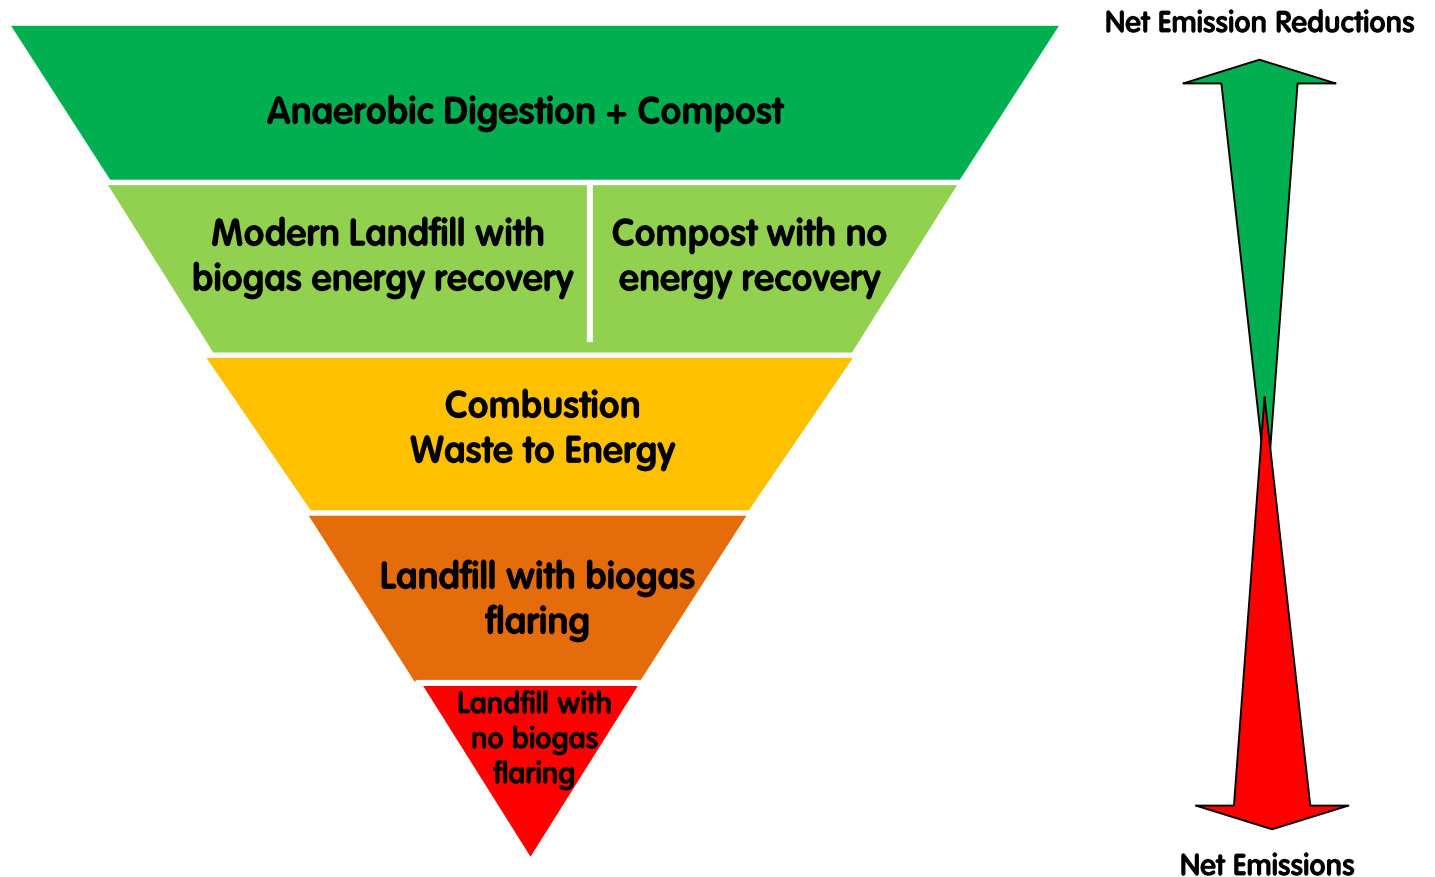 Net Emission Reductions
Anaerobic Digestion + Compost
Modern Landfill with
biogas energy recovery
Compost with no
energy recovery
Combustion
Waste to Energy
Landfill with biogas
flaring
Landfill with
no biogas
flaring
Net Emissions